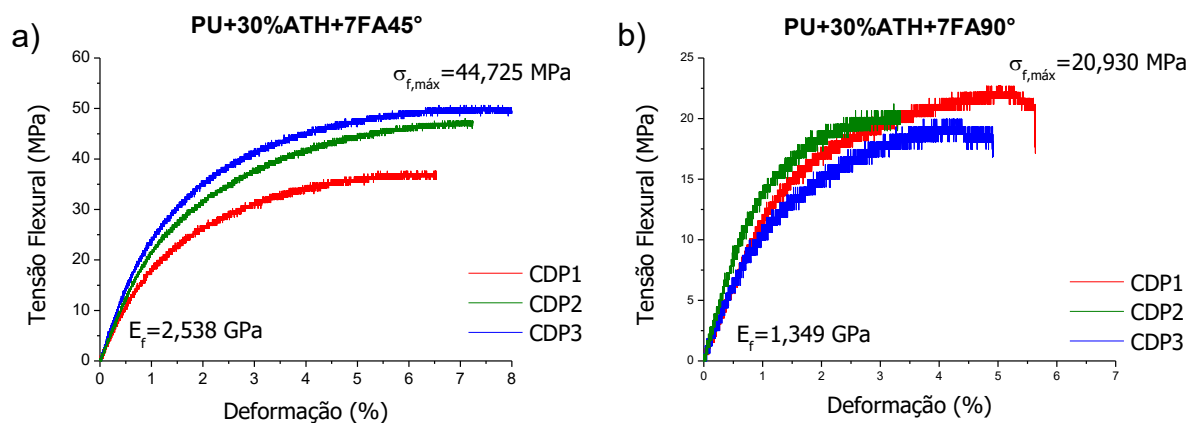 a)
PU+30%ATH+7FA45°
σf,máx=44,725 MPa
Tensão Flexural (MPa)
60
50
40
30
20
10
0
Ef=2,538 GPa
CDP1
CDP2
CDP3
0 1 2 3 4 5 6 7 8
Deformação (%)
b)
PU+30%ATH+7FA90°
σf,máx=20,930 MPa
Tensão Flexural (MPa)
25
20
15
10
5
0
Ef=1,349 GPa
CDP1
CDP2
CDP3
0 1 2 3 4 5 6 7
Deformação (%)